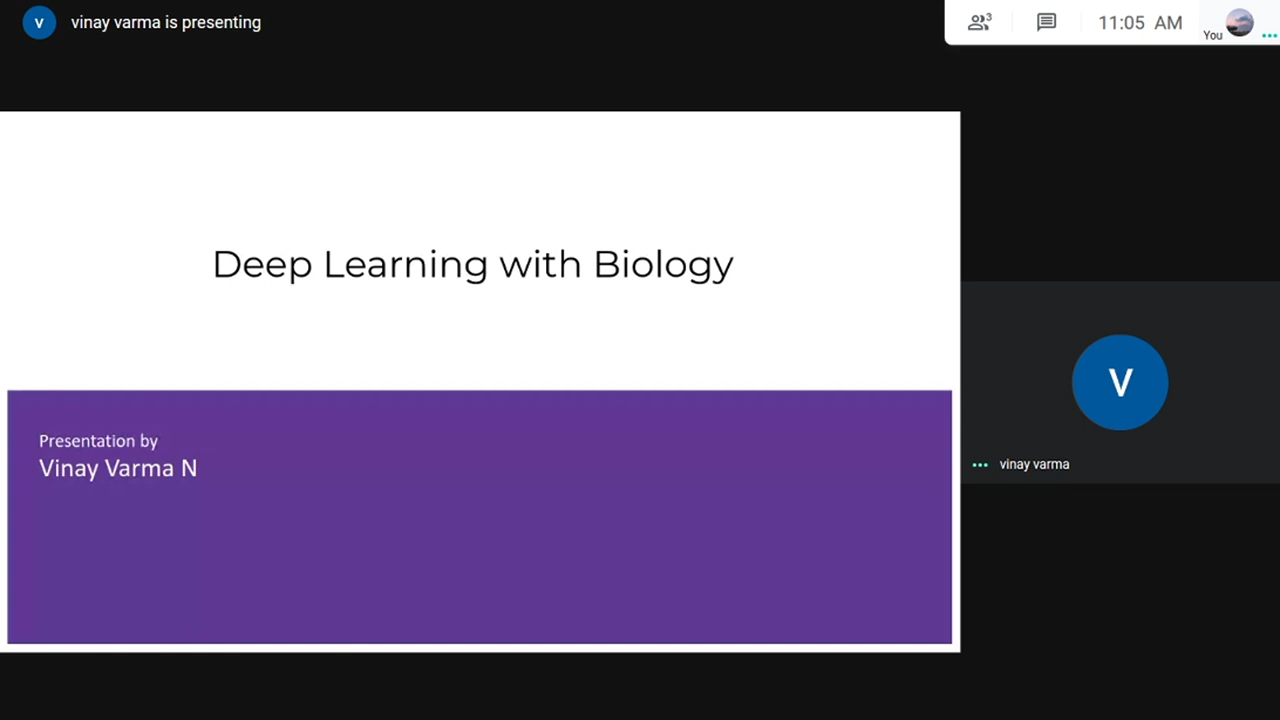 V vinay varma is presenting
3
11:05 AM
You
Deep Learning with Biology
Presentation by
Vinay Varma N
V
vinay varma